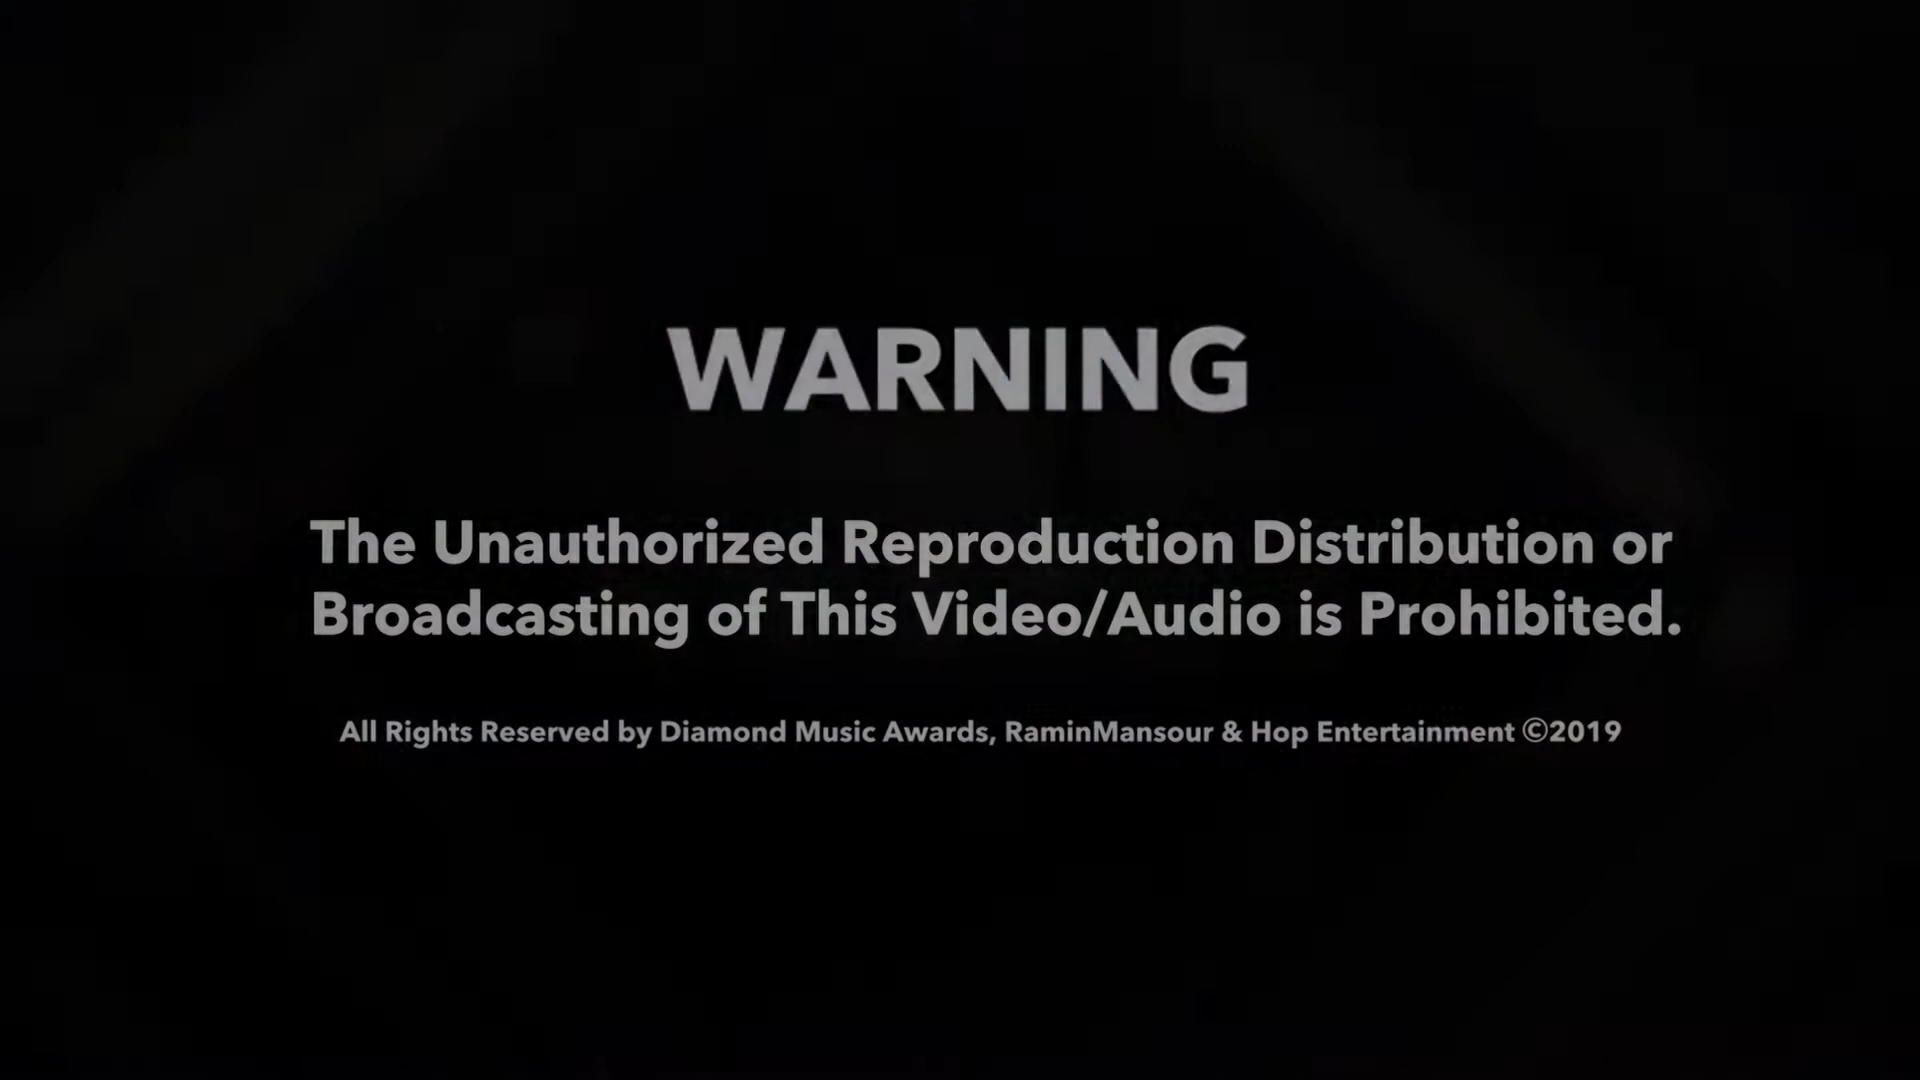 WARNING
The Unauthorized Reproduction Distribution or
Broadcasting of This Video/Audio is Prohibited.
All Rights Reserved by Diamond Music Awards, RaminMansour & Hop Entertainment ©2019